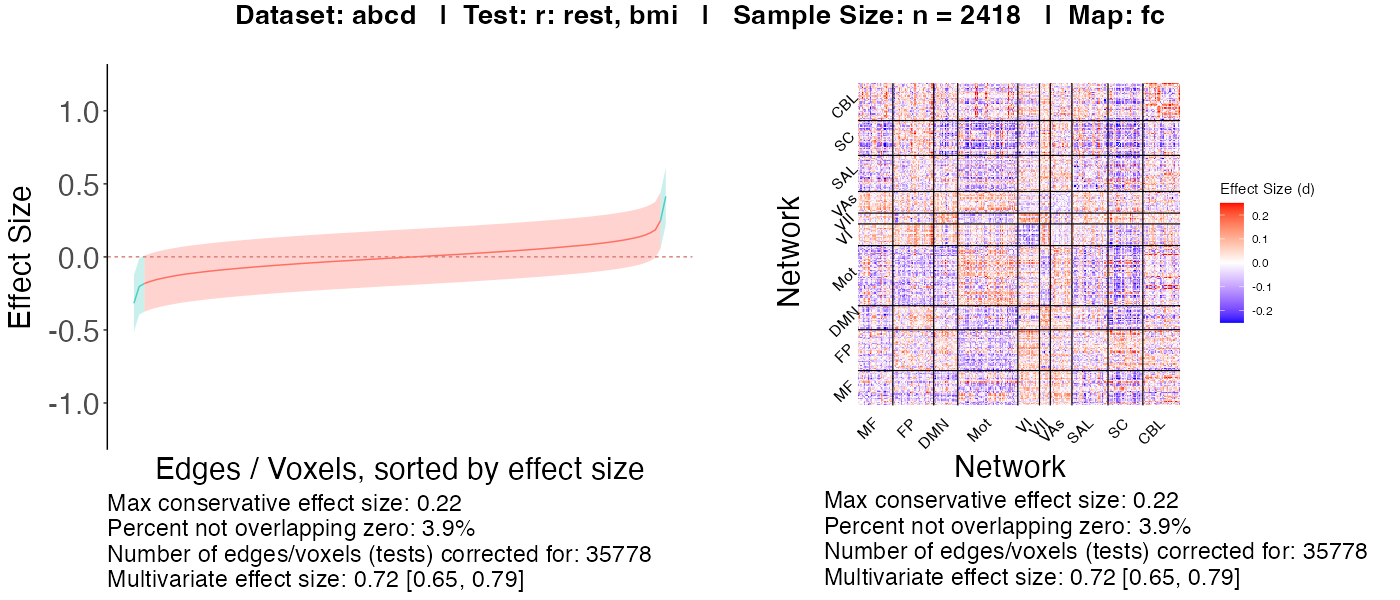 Dataset: abcd | Test: r: rest, bmi | Sample Size: n = 2418 | Map: fc
Effect Size
1.0
0.5
0.0
-0.5
-1.0
Edges / Voxels, sorted by effect size
Max conservative effect size: 0.22
Percent not overlapping zero: 3.9%
Number of edges/voxels (tests) corrected for: 35778
Multivariate effect size: 0.72 [0.65, 0.79]
Network
CBL
SC
SAL
VAs
VII
VI
Mot
DMN
FP
MF
MF
FP
DMN
Mot
VI
VII
VAs
SAL
SC
CBL
Network
Effect Size (d)
0.2
0.1
0.0
-0.1
-0.2
Max conservative effect size: 0.22
Percent not overlapping zero: 3.9%
Number of edges/voxels (tests) corrected for: 35778
Multivariate effect size: 0.72 [0.65, 0.79]